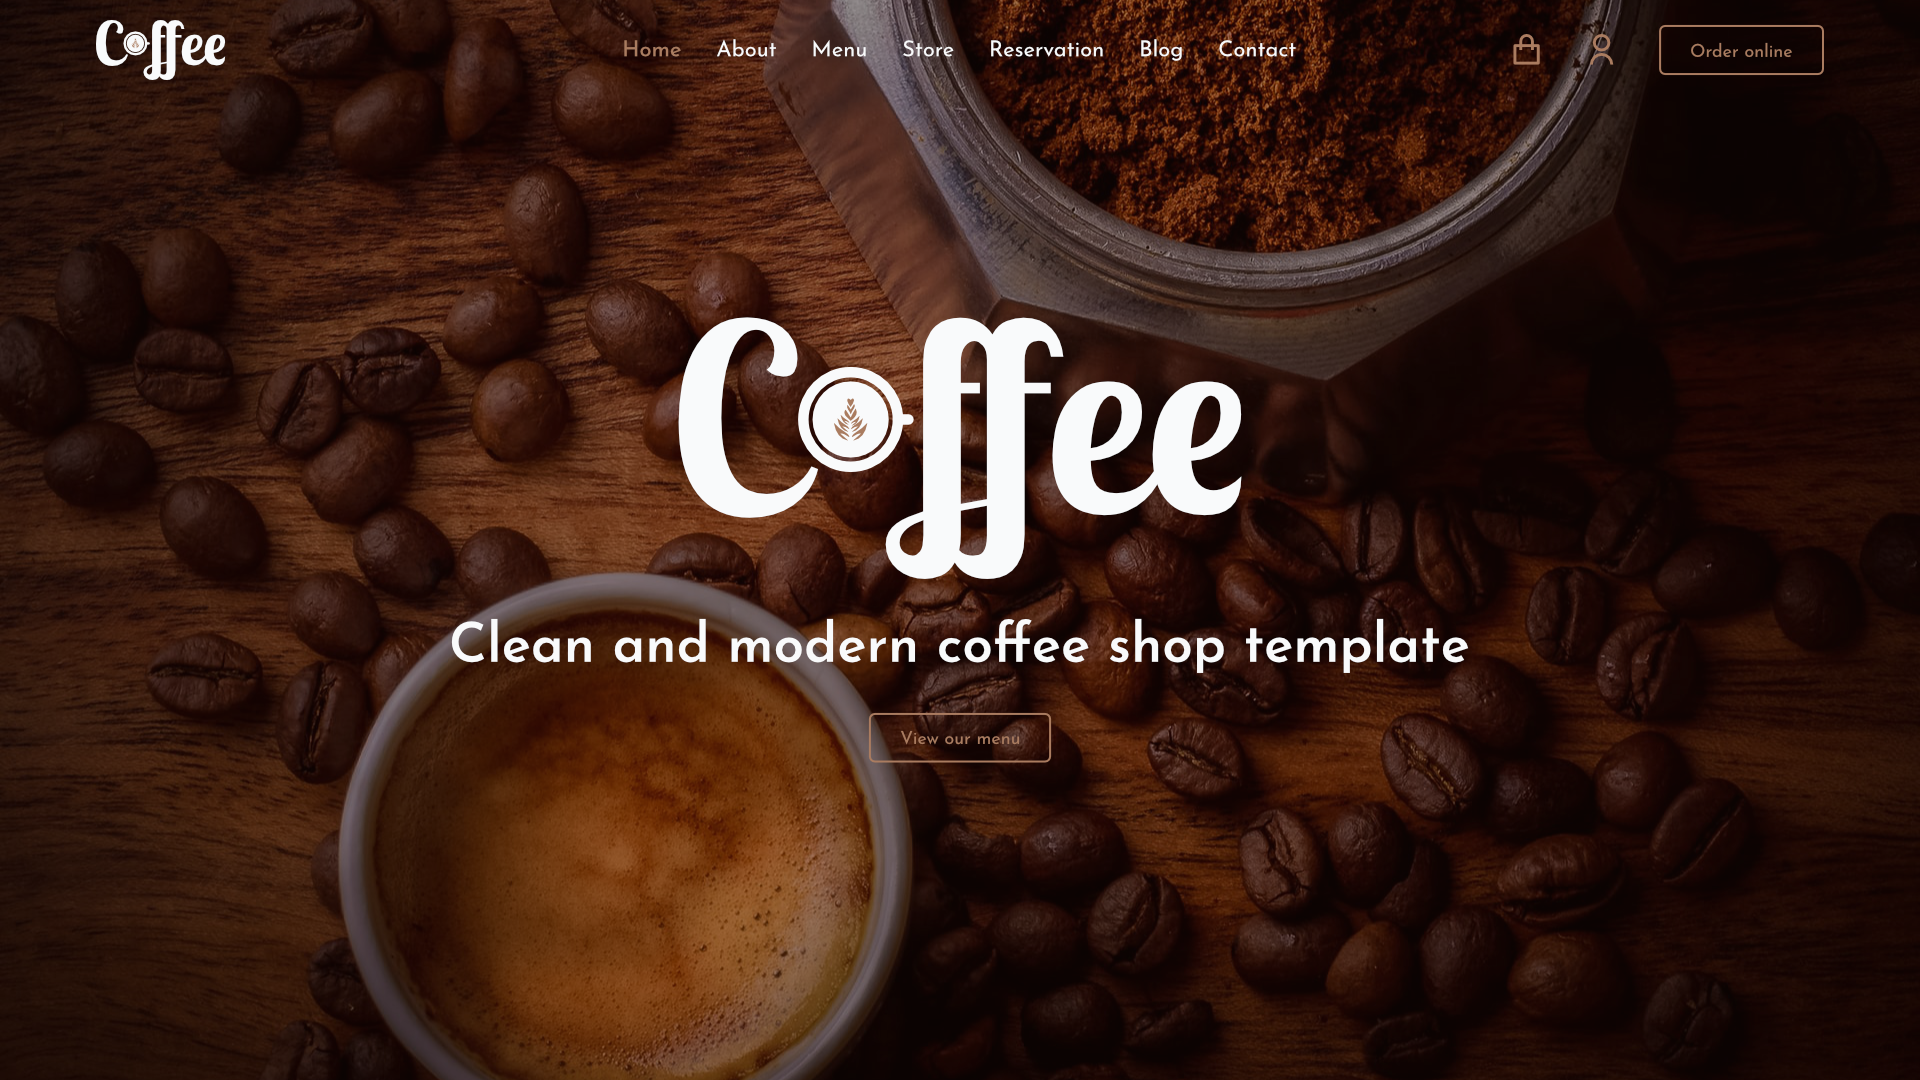 Coffee
Home About Menu Store Reservation Blog Contact
Order online
Coffee
Clean and modern coffee shop template
View our menu